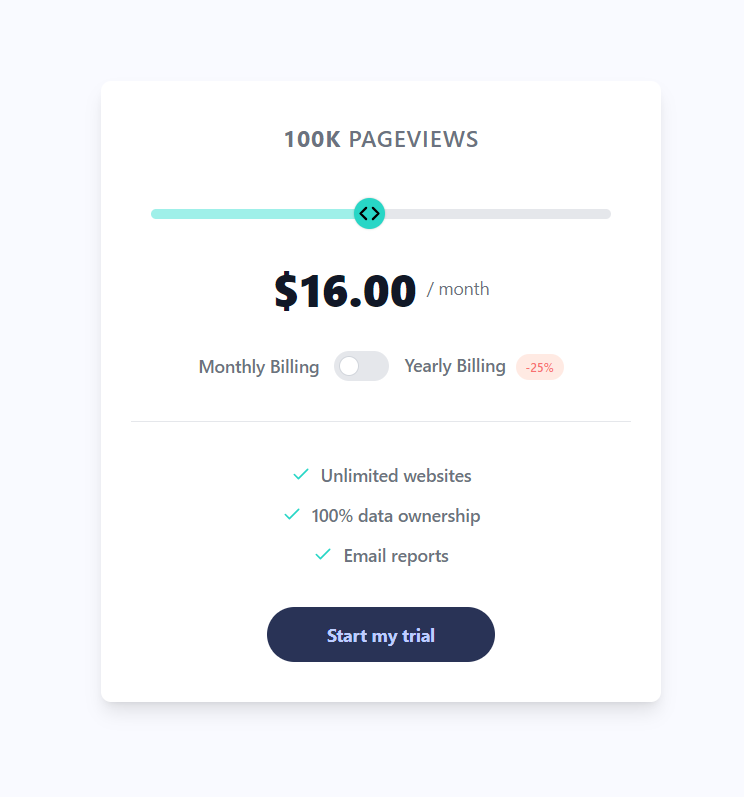 100K PAGEVIEWS
$16.00 / month
Monthly Billing Yearly Billing -25%
Unlimited websites
100% data ownership
Email reports
Start my trial